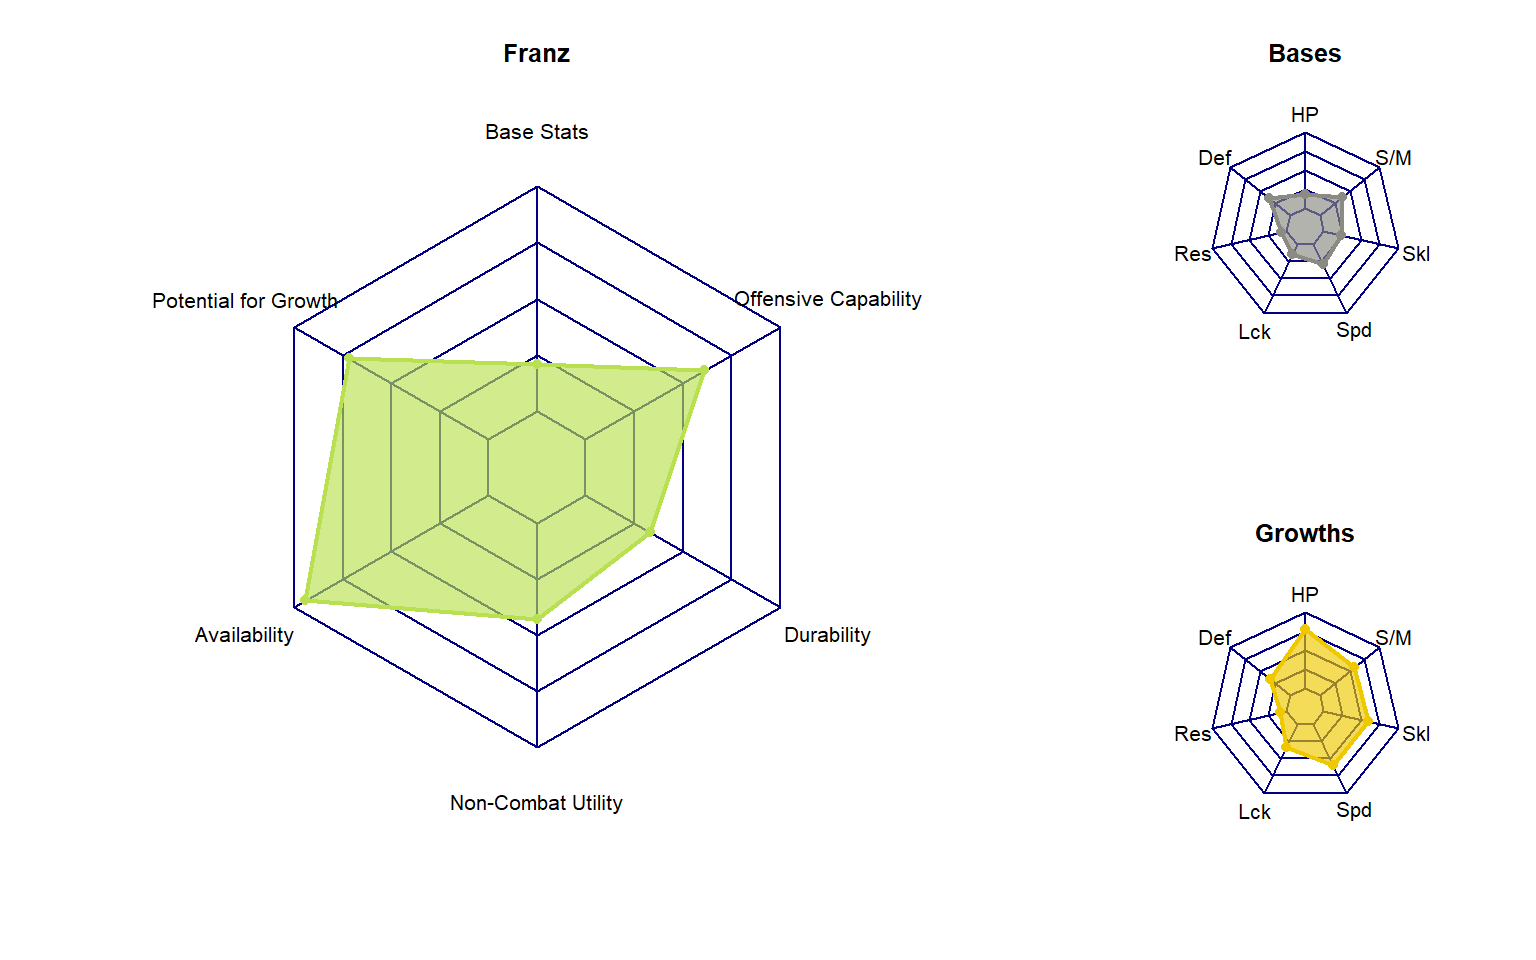 Franz
Base Stats
Offensive Capability
Potential for Growth
Availability
Durability
Non-Combat Utility
Bases
HP
Def
S/M
Res
Skl
Lck
Spd
Growths
HP
Def
S/M
Res
Skl
Lck
Spd